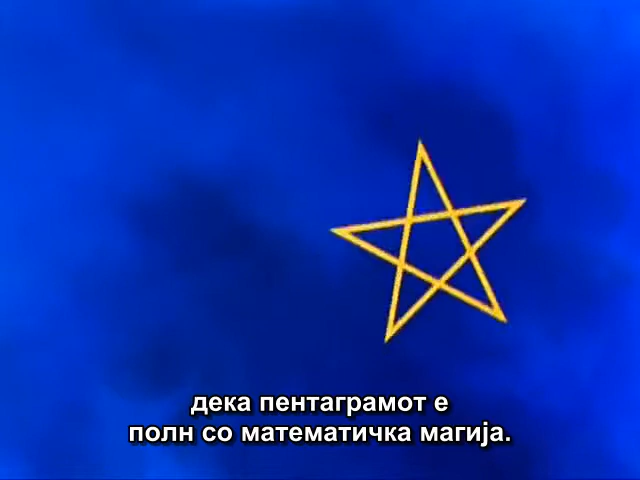 дека пентаграмот е
полн со математичка магија.